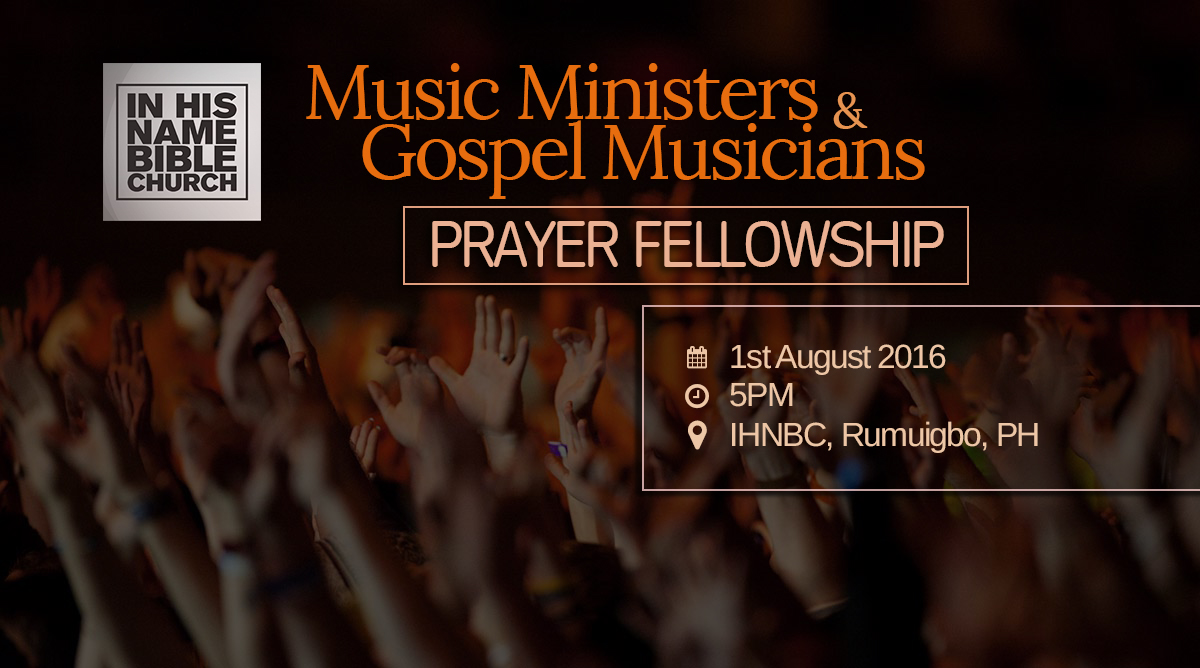 IN HIS
NAME
BIBLE
CHURCH
Music Ministers &
Gospel Musicians
PRAYER FELLOWSHIP
1st August 2016
5PM
IHNBC, Rumuigbo, PH